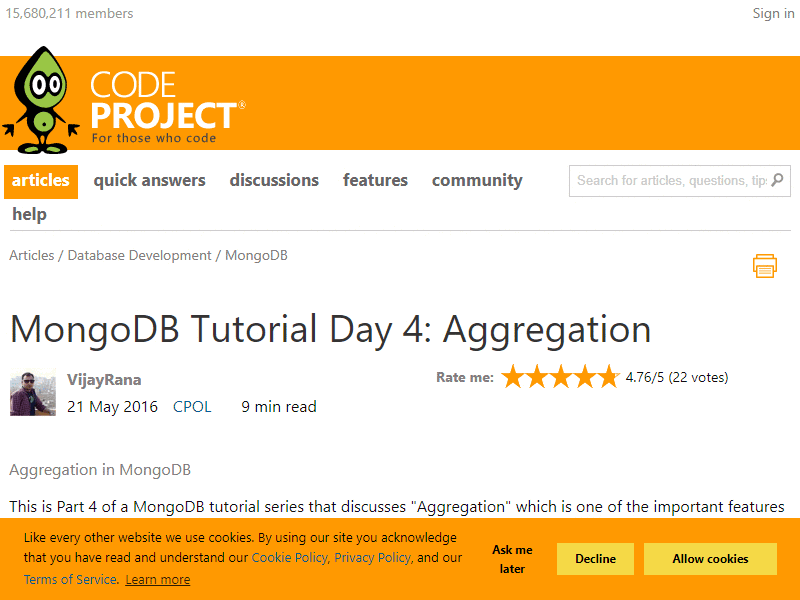 15,680,211 members
Sign in
CODE
PROJECT®
For those who code
articles quick answers discussions features community
Search for articles, questions, tips
help
Articles / Database Development / MongoDB
MongoDB Tutorial Day 4: Aggregation
VijayRana
Rate me: 4.76/5 (22 votes)
21 May 2016 CPOL 9 min read
Aggregation in MongoDB
This is Part 4 of a MongoDB tutorial series that discusses "Aggregation" which is one of the important features
Like every other website we use cookies. By using our site you acknowledge
that you have read and understand our Cookie Policy, Privacy Policy, and our
Terms of Service. Learn more
Ask me
later
Decline
Allow cookies